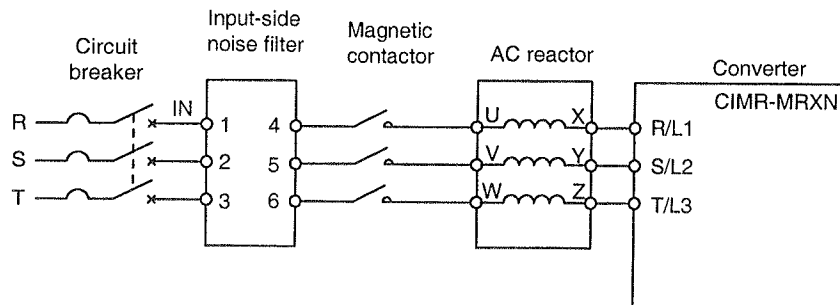 Circuit
breaker
Input-side
noise filter
Magnetic
contactor
AC reactor
Converter
CIMR-MRXN
R IN 1 4 U X R/L1
S 2 5 V Y S/L2
T 3 6 W Z T/L3